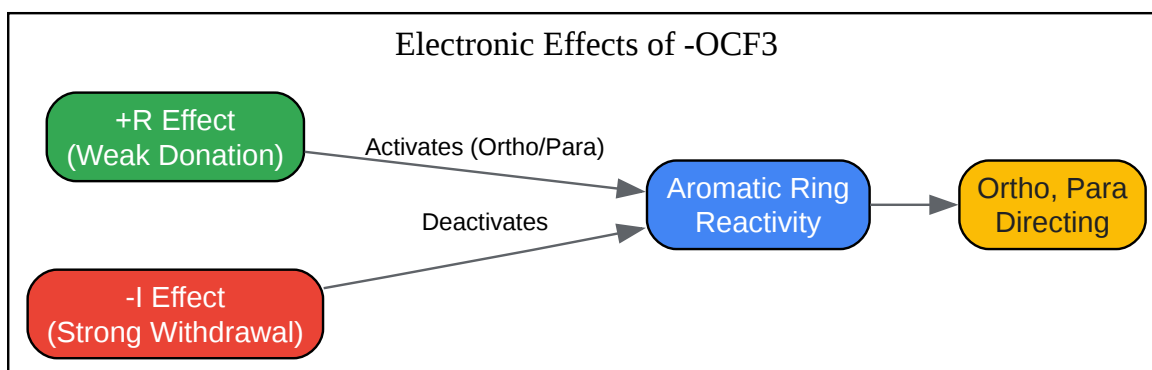 Electronic Effects of -OCF3
+R Effect
(Weak Donation)
Activates (Ortho/Para)
Deactivates
-I Effect
(Strong Withdrawal)
Aromatic Ring
Reactivity
Ortho, Para
Directing